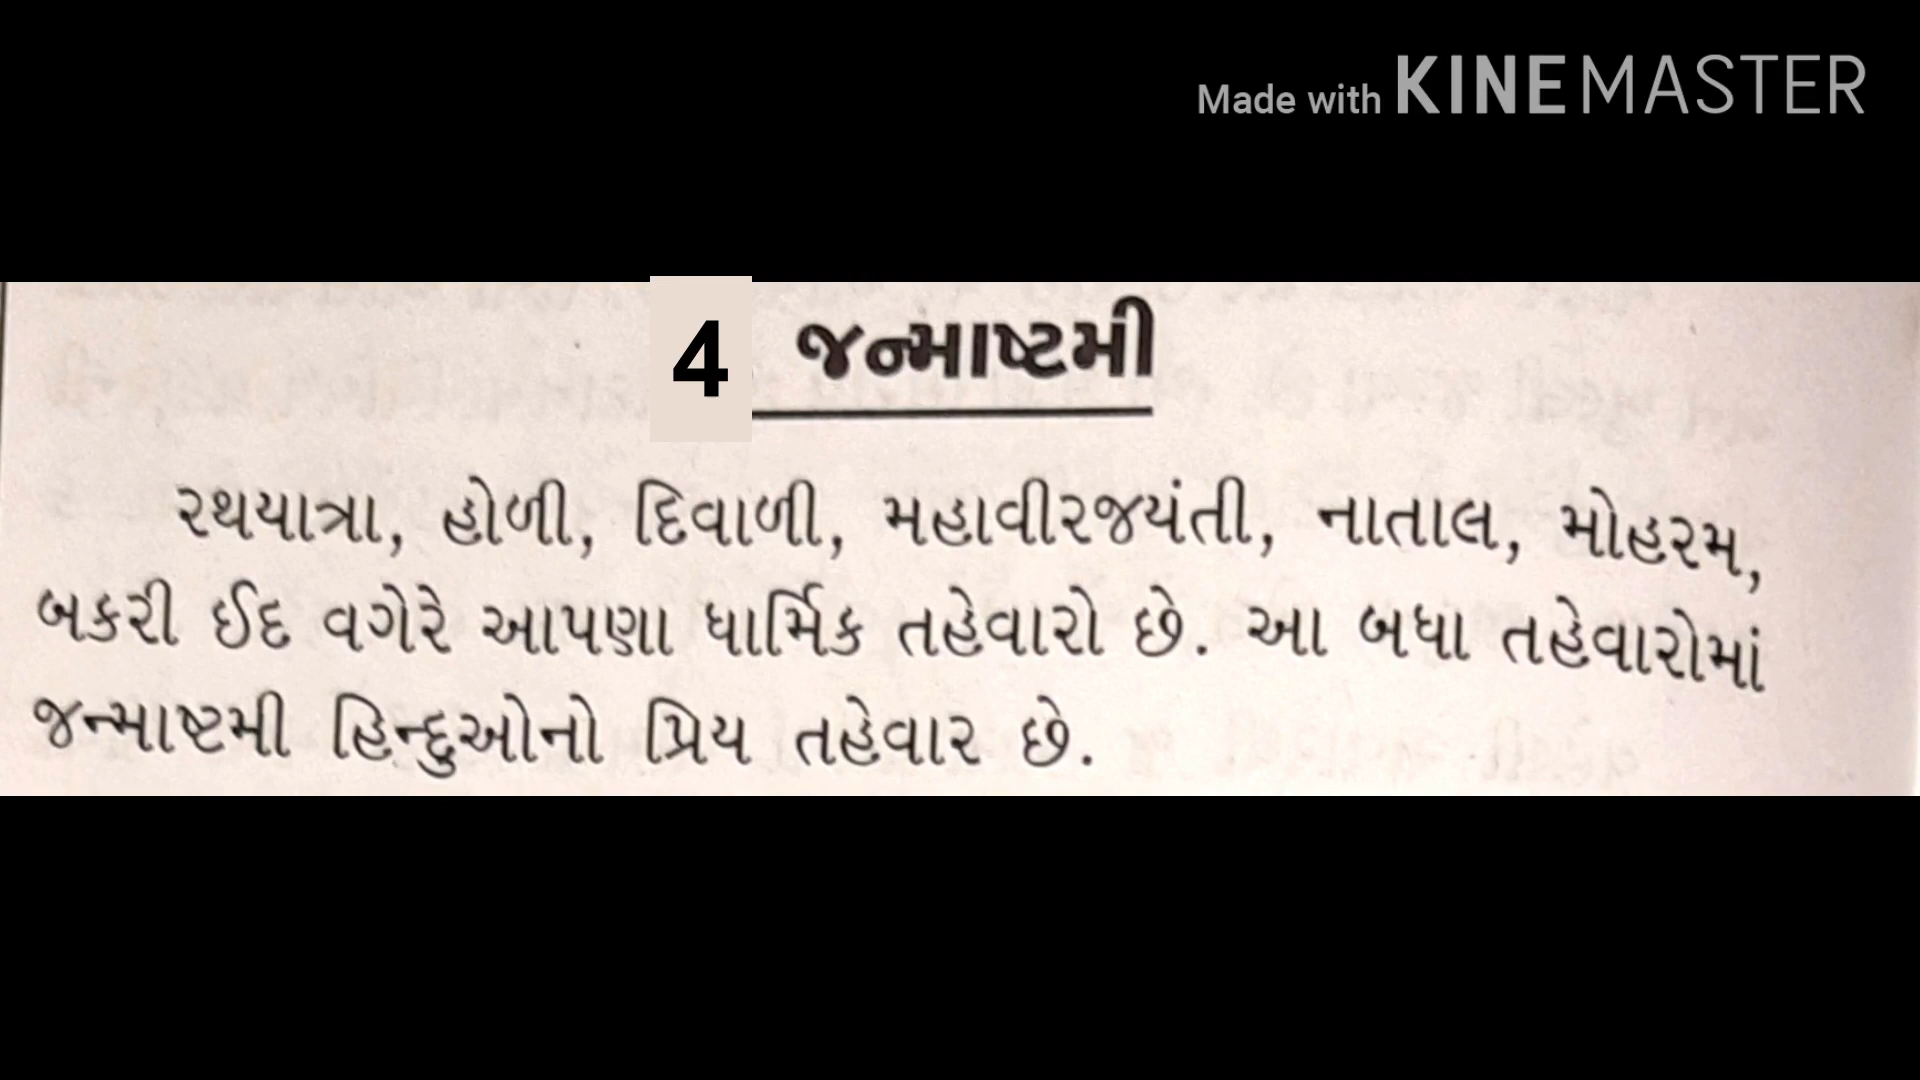 Made with KINEMASTER
4 જન્માષ્ટમી
રથયાત્રા, હોળી, દિવાળી, મહાવીરજયંતી, નાતાલ, મોહરમ,
બકરી ઈદ વગેરે આપણા ધાર્મિક તહેવારો છે. આ બધા તહેવારોમાં
જન્માષ્ટમી હિન્દુઓનો પ્રિય તહેવાર છે.